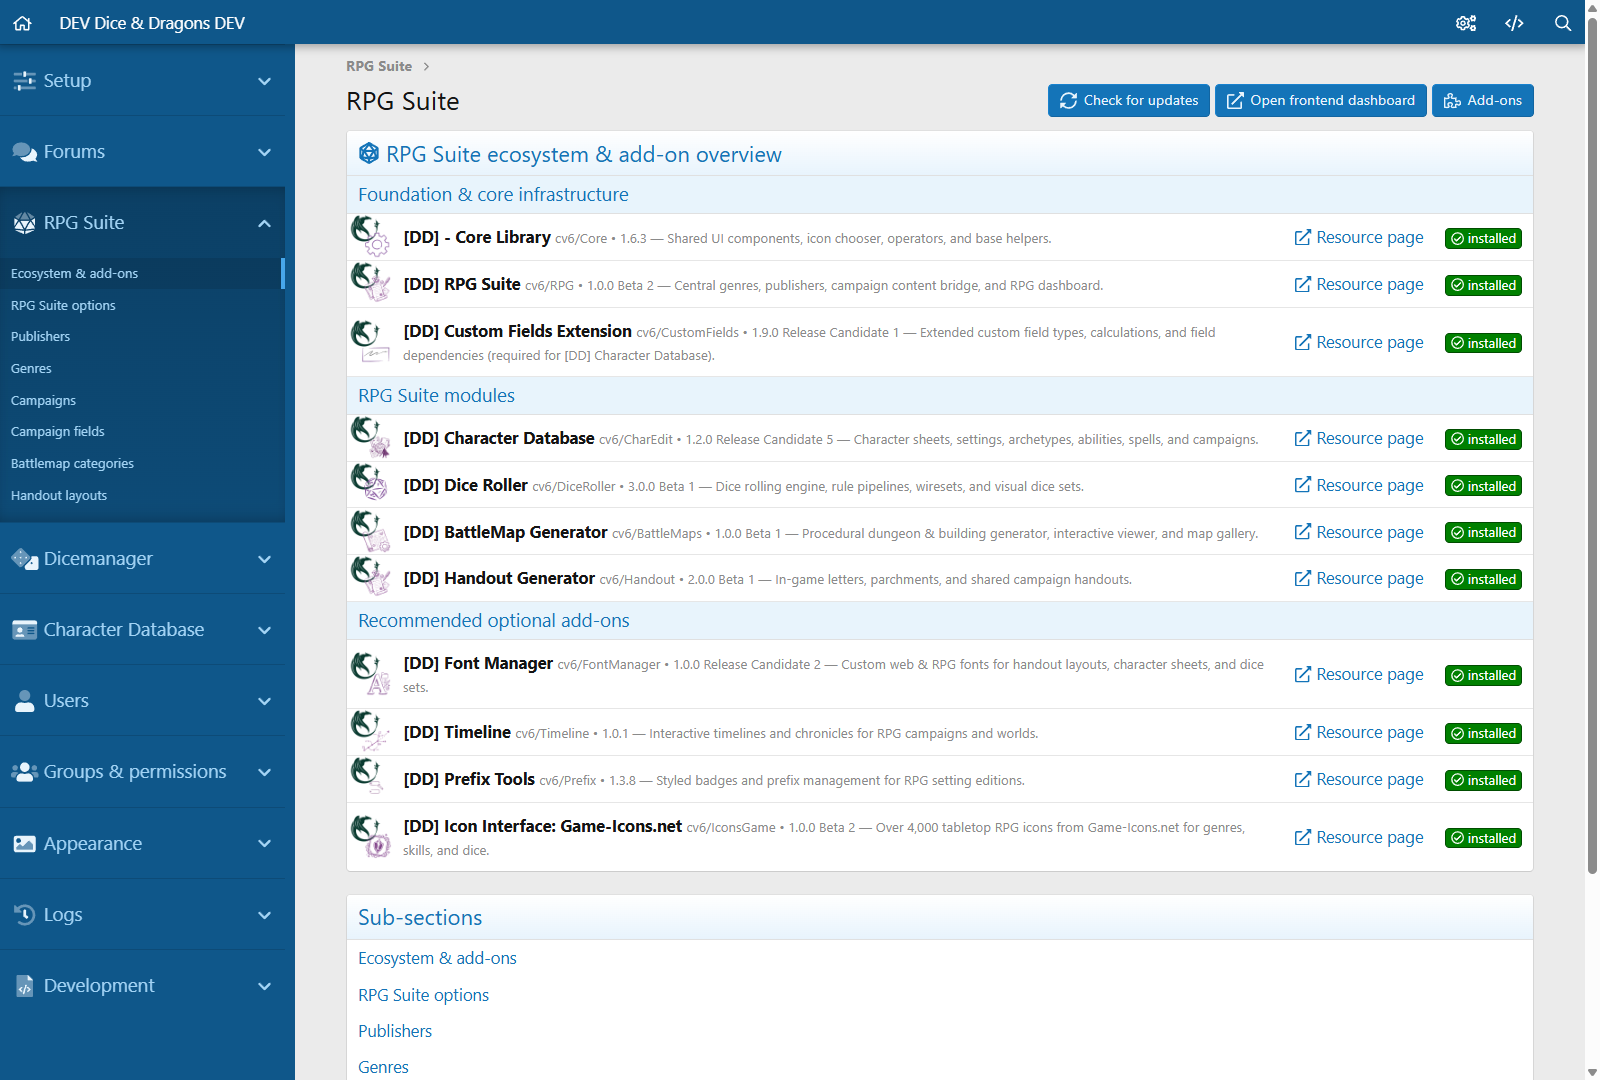 DEV Dice & Dragons DEV
Setup
Forums
RPG Suite
Ecosystem & add-ons
RPG Suite options
Publishers
Genres
Campaigns
Campaign fields
Battlemap categories
Handout layouts
Dicemanager
Character Database
Users
Groups & permissions
Appearance
Logs
Development
RPG Suite
RPG Suite
Check for updates
Open frontend dashboard
Add-ons
RPG Suite ecosystem & add-on overview
Foundation & core infrastructure
[DD] - Core Library cv6/Core • 1.6.3 — Shared UI components, icon chooser, operators, and base helpers.
Resource page
installed
[DD] RPG Suite cv6/RPG • 1.0.0 Beta 2 — Central genres, publishers, campaign content bridge, and RPG dashboard.
Resource page
installed
[DD] Custom Fields Extension cv6/CustomFields • 1.9.0 Release Candidate 1 — Extended custom field types, calculations, and field
dependencies (required for [DD] Character Database).
Resource page
installed
RPG Suite modules
[DD] Character Database cv6/CharEdit • 1.2.0 Release Candidate 5 — Character sheets, settings, archetypes, abilities, spells, and campaigns.
Resource page
installed
[DD] Dice Roller cv6/DiceRoller • 3.0.0 Beta 1 — Dice rolling engine, rule pipelines, wiresets, and visual dice sets.
Resource page
installed
[DD] BattleMap Generator cv6/BattleMaps • 1.0.0 Beta 1 — Procedural dungeon & building generator, interactive viewer, and map gallery.
Resource page
installed
[DD] Handout Generator cv6/Handout • 2.0.0 Beta 1 — In-game letters, parchments, and shared campaign handouts.
Resource page
installed
Recommended optional add-ons
[DD] Font Manager cv6/FontManager • 1.0.0 Release Candidate 2 — Custom web & RPG fonts for handout layouts, character sheets, and dice
sets.
Resource page
installed
[DD] Timeline cv6/Timeline • 1.0.1 — Interactive timelines and chronicles for RPG campaigns and worlds.
Resource page
installed
[DD] Prefix Tools cv6/Prefix • 1.3.8 — Styled badges and prefix management for RPG setting editions.
Resource page
installed
[DD] Icon Interface: Game-Icons.net cv6/IconsGame • 1.0.0 Beta 2 — Over 4,000 tabletop RPG icons from Game-Icons.net for genres,
skills, and dice.
Resource page
installed
Sub-sections
Ecosystem & add-ons
RPG Suite options
Publishers
Genres